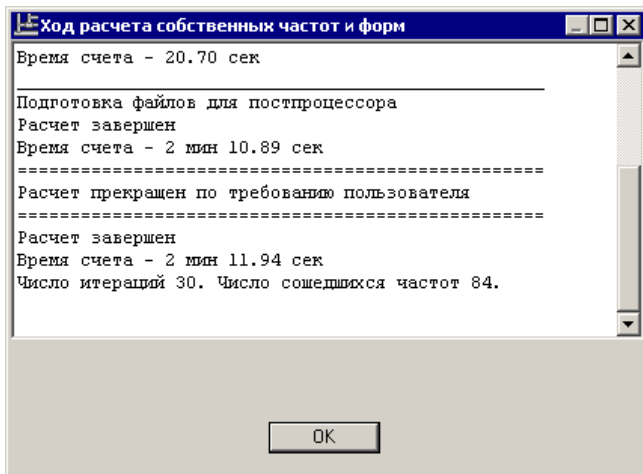 Ход расчета собственных частот и форм
Время счета - 20.70 сек
Подготовка файлов для постпроцессора
Расчет завершен
Время счета - 2 мин 10.89 сек
==================================================
Расчет прекращен по требованию пользователя
==================================================
Расчет завершен
Время счета - 2 мин 11.94 сек
Число итераций 30. Число сошедшихся частот 84.
OK